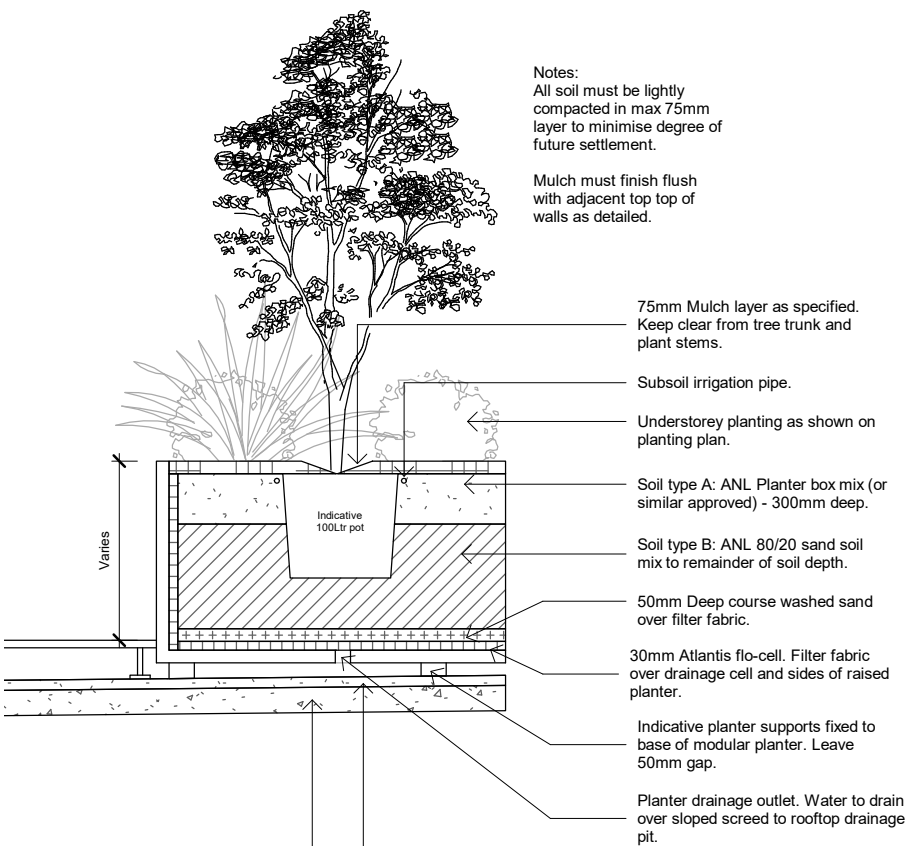 Notes:
All soil must be lightly
compacted in max 75mm
layer to minimise degree of
future settlement.
Mulch must finish flush
with adjacent top top of
walls as detailed.
75mm Mulch layer as specified.
Keep clear from tree trunk and
plant stems.
Subsoil irrigation pipe.
Understorey planting as shown on
planting plan.
Soil type A: ANL Planter box mix (or
similar approved) - 300mm deep.
Indicative
100Ltr pot
Varies
Soil type B: ANL 80/20 sand soil
mix to remainder of soil depth.
50mm Deep course washed sand
over filter fabric.
30mm Atlantis flo-cell. Filter fabric
over drainage cell and sides of raised
planter.
Indicative planter supports fixed to
base of modular planter. Leave
50mm gap.
Planter drainage outlet. Water to drain
over sloped screed to rooftop drainage
pit.